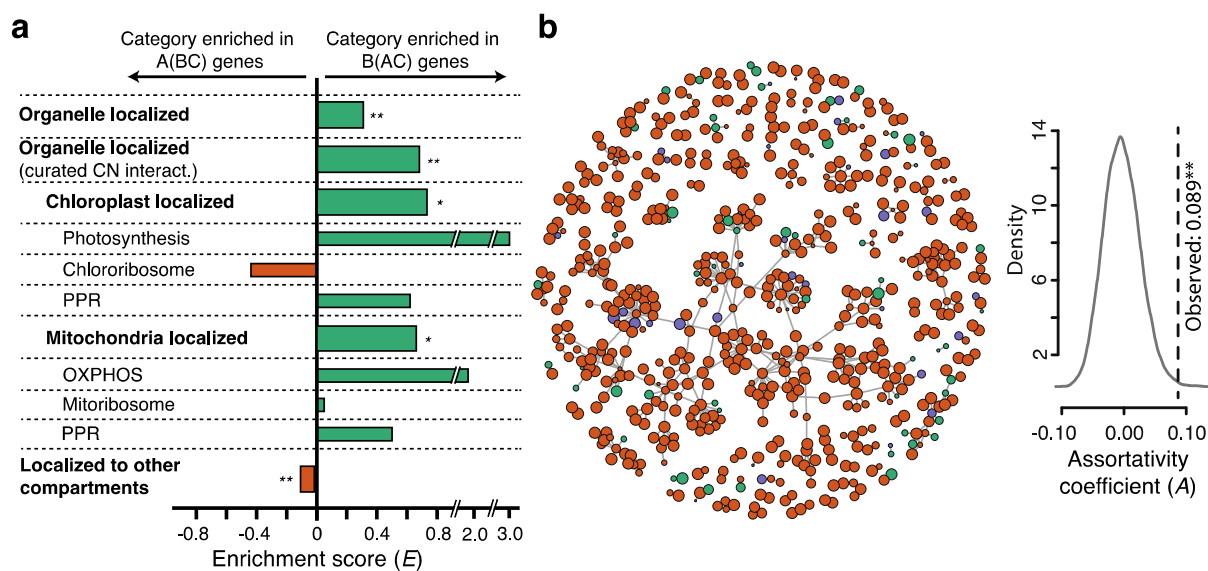 a
Category enriched in
A(BC) genes
Category enriched in
B(AC) genes
Organelle localized
**
Organelle localized
(curated CN interact.)
**
Chloroplast localized
*
Photosynthesis
Chlororibosome
PPR
Mitochondria localized
*
OXPHOS
Mitoribosome
PPR
Localized to other
compartments
**
-0.8 -0.4 0 0.4 2.0 3.0
Enrichment score (E)
b
14
10
6
2
Density
Observed: 0.089**
-0.10 0.00 0.10
Assortativity
coefficient (A)